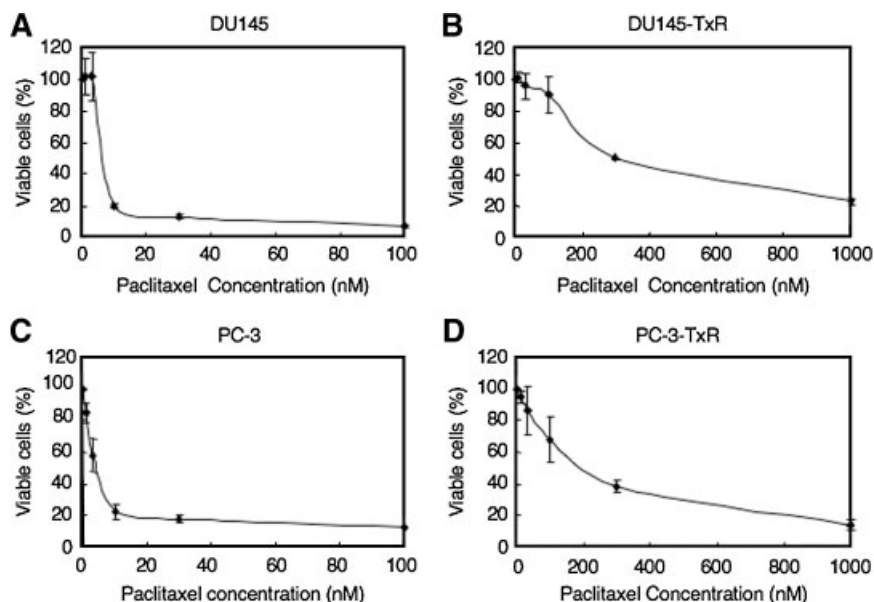 A
DU145
Viable cells (%)
120
100
80
60
40
20
0
0 20 40 60 80 100
Paclitaxel Concentration (nM)
B
DU145-TxR
Viable cells (%)
120
100
80
60
40
20
0
0 200 400 600 800 1000
Paclitaxel Concentration (nM)
C
PC-3
Viable cells (%)
120
100
80
60
40
20
0
0 20 40 60 80 100
Paclitaxel concentration (nM)
D
PC-3-TxR
Viable cells (%)
120
100
80
60
40
20
0
0 200 400 600 800 1000
Paclitaxel Concentration (nM)